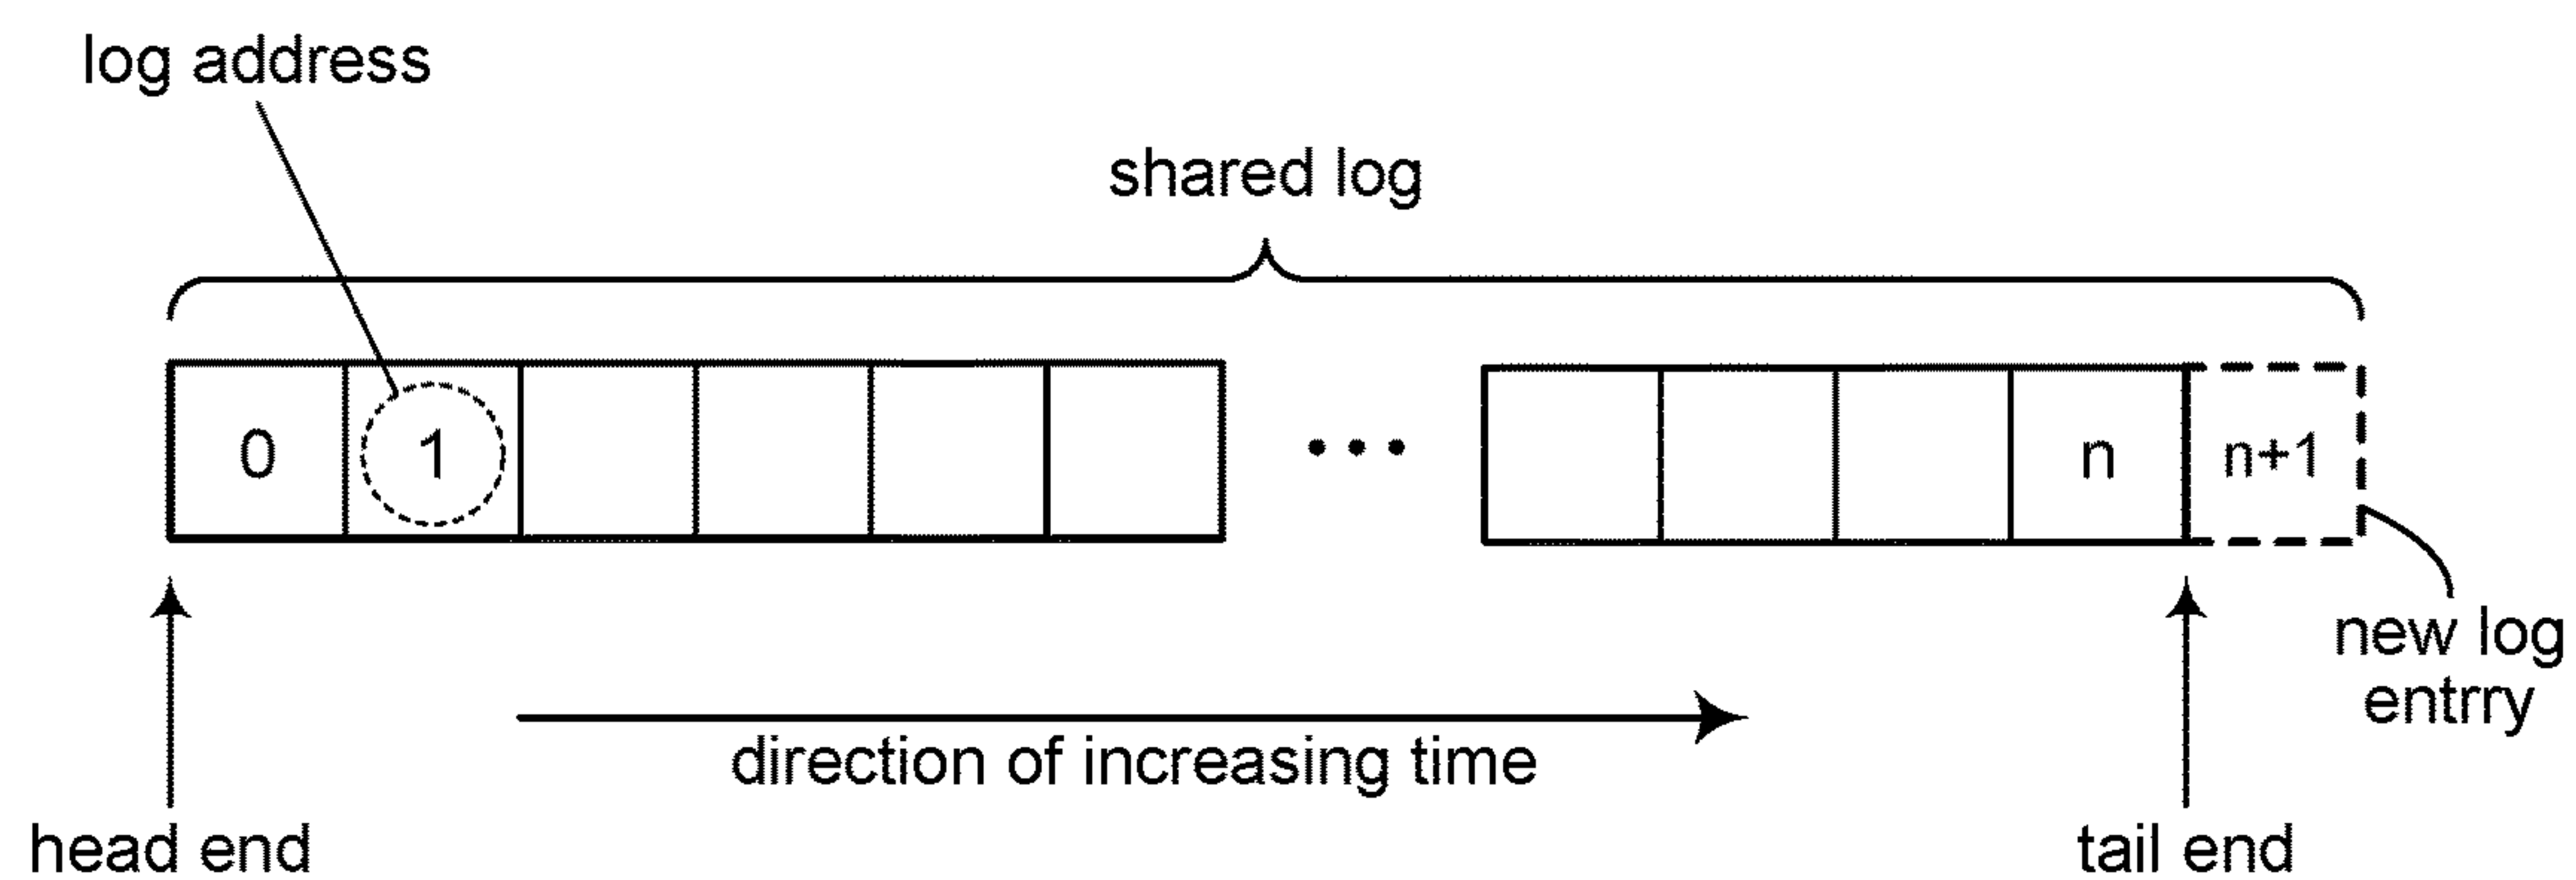 log address
shared log
0 1 ... n n+1
new log
entrry
direction of increasing time
head end
tail end